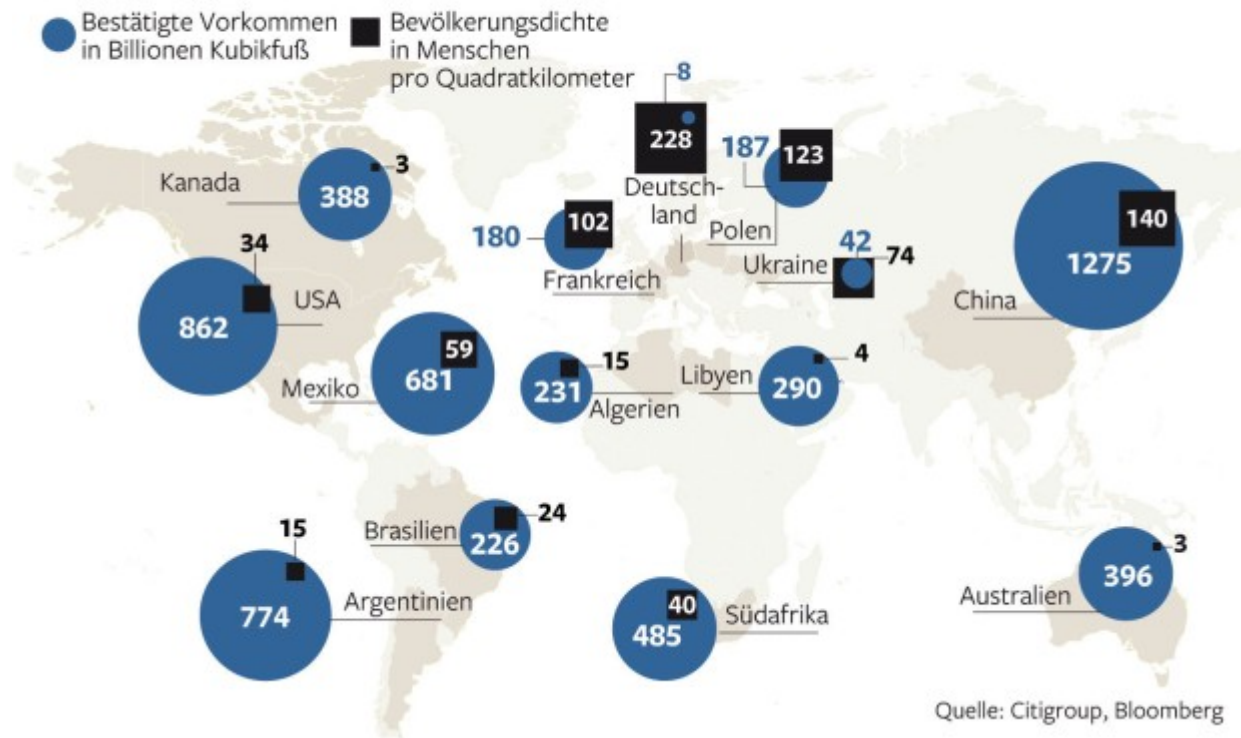 Bestätigte Vorkommen
in Billionen Kubikfuß
Bevölkerungsdichte
in Menschen
pro Quadratkilometer
8
228
Deutsch-
land
187
123
Polen
Kanada
388
3
180
102
Frankreich
42
74
Ukraine
140
1275
China
34
862
USA
59
681
Mexiko
15
231
Algerien
4
Libyen
290
24
Brasilien
226
15
774
Argentinien
40
485
Südafrika
3
396
Australien
Quelle: Citigroup, Bloomberg